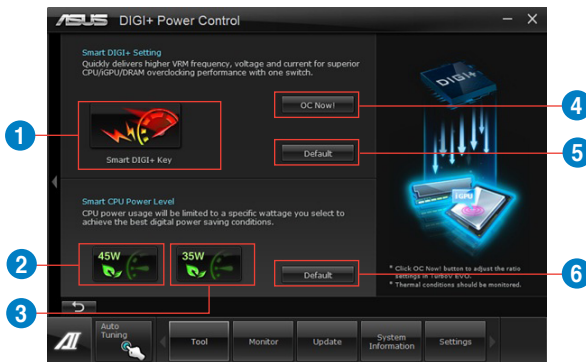 ASUS DIGI+ Power Control
Smart DIGI+ Setting
Quickly delivers higher VRM frequency, voltage and current for superior
CPU/iGPU/DRAM overclocking performance with one switch.
DIGI+
OC Now!
4
1
Smart DIGI+ Key
Default
5
iGPU
Smart CPU Power Level
CPU power usage will be limited to a specific wattage you select to
achieve the best digital power saving conditions.
2
45W
35W
Default
6
* Click OC Now! button to adjust the ratio
settings in TurboV EVO.
* Thermal conditions should be monitored.
3
AI
Auto
Tuning
Tool
Monitor
Update
System
Information
Settings